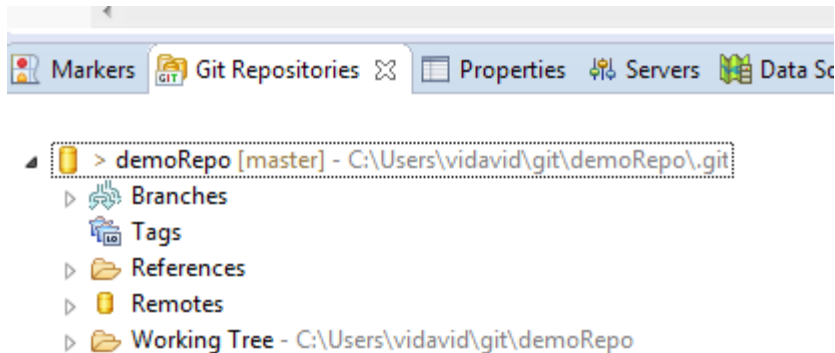 Markers Git Repositories Properties Servers Data Sc
> demoRepo [master] - C:\Users\vidavid\git\demoRepo\.git
Branches
Tags
References
Remotes
Working Tree - C:\Users\vidavid\git\demoRepo